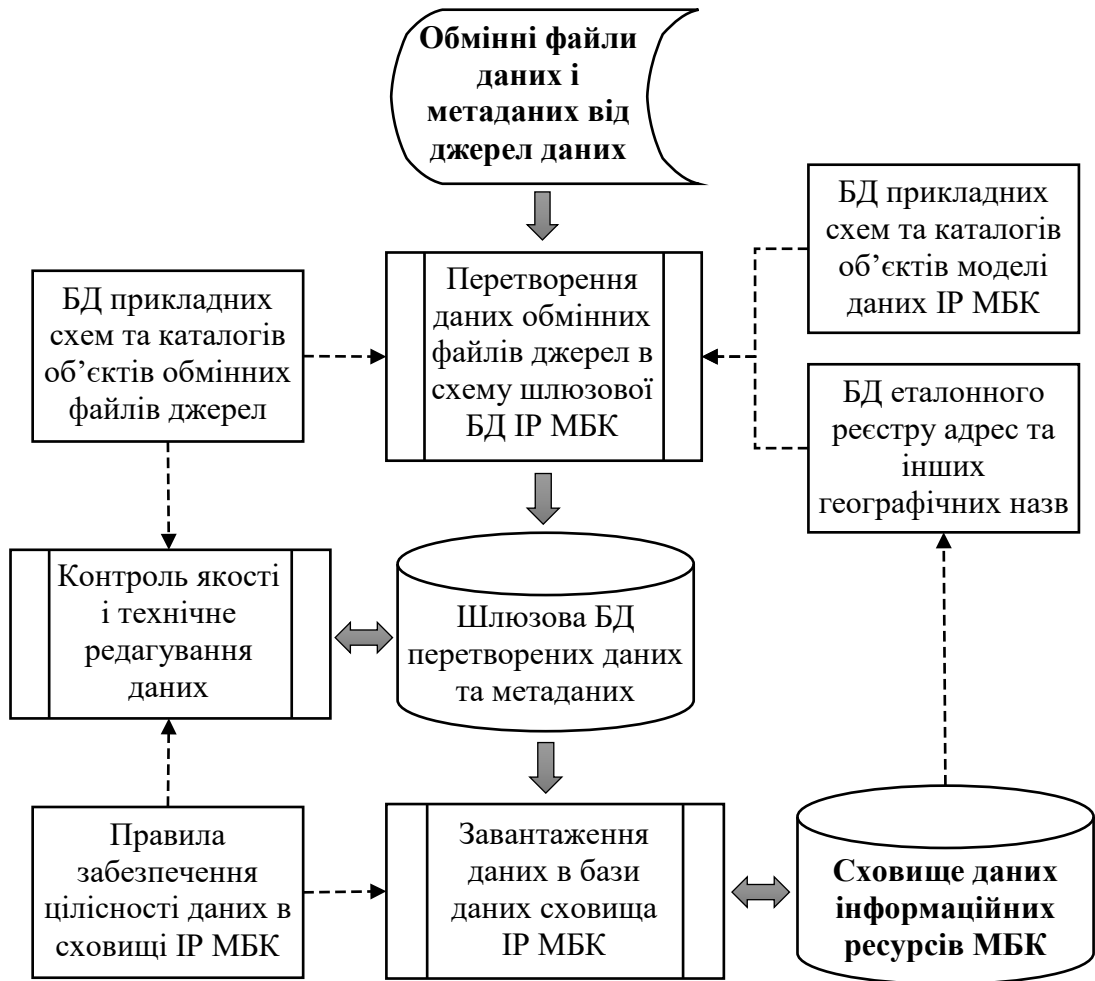 Обмінні файли
даних і
метаданих від
джерел даних
БД прикладних
схем та каталогів
об’єктів моделі
даних ІР МБК
Перетворення
даних обмінних
файлів джерел в
схему шлюзової
БД ІР МБК
БД прикладних
схем та каталогів
об’єктів обмінних
файлів джерел
БД еталонного
реєстру адрес та
інших
географічних назв
Контроль якості
і технічне
редагування
даних
Шлюзова БД
перетворених даних
та метаданих
Правила
забезпечення
цілісності даних в
сховищі ІР МБК
Завантаження
даних в бази
даних сховища
ІР МБК
Сховище даних
інформаційних
ресурсів МБК